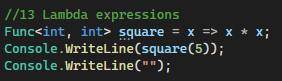 //13 Lambda expressions
Func<int, int> square = x => x * x;
Console.WriteLine(square(5));
Console.WriteLine("");